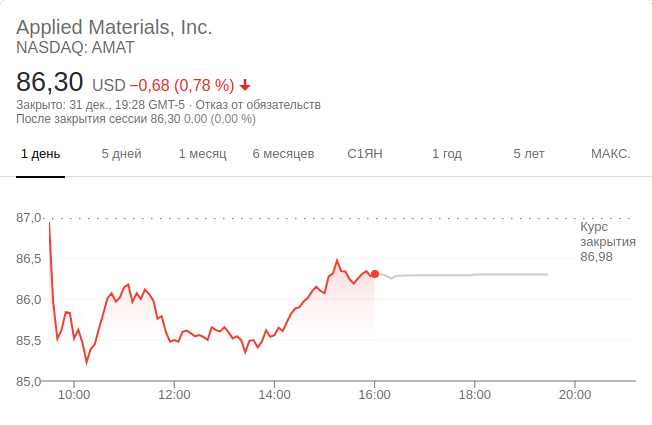 Applied Materials, Inc.
NASDAQ: AMAT
86,30 USD −0,68 (0,78 %)
Закрыто: 31 дек., 19:28 GMT-5 · Отказ от обязательств
После закрытия сессии 86,30 0,00 (0,00 %)
1 день 5 дней 1 месяц 6 месяцев С1ЯН 1 год 5 лет МАКС.
87,0
Курс
закрытия
86,98
86,5
86,0
85,5
85,0
10:00 12:00 14:00 16:00 18:00 20:00